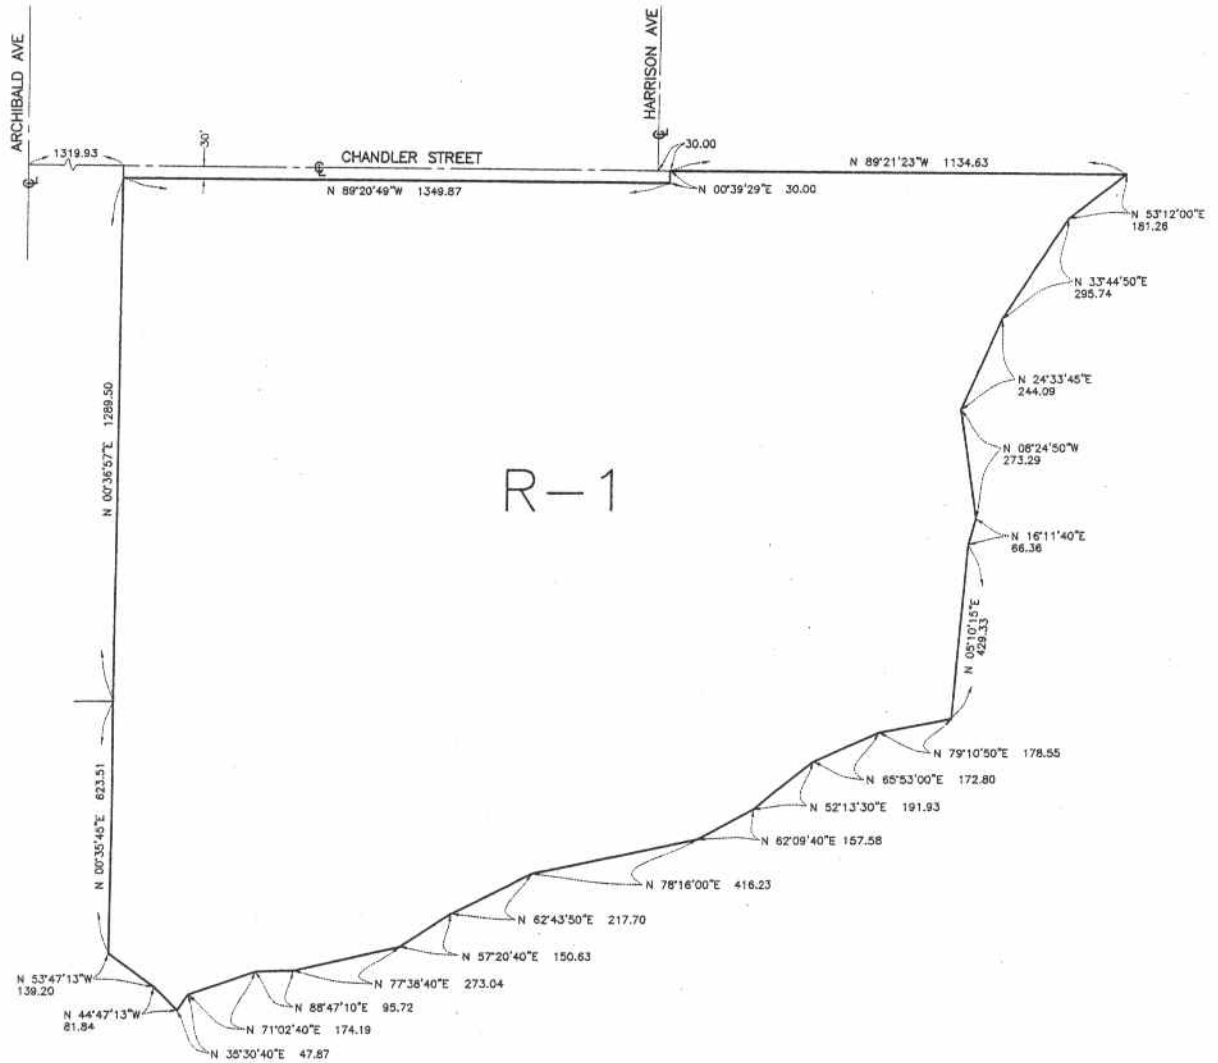 ARCHIBALD AVE
HARRISON AVE
1319.93
30'
CHANDLER STREET
30.00
N 89°21'23"W 1134.63
N 89°20'49"W 1349.87
N 00°39'29"E 30.00
N 53°12'00"E
181.26
N 33°44'50"E
295.74
N 24°33'45"E
244.09
N 00°36'57"E 1289.50
N 08°24'50"W
273.29
R-1
N 16°11'40"E
66.36
N 05°10'15"E
429.33
N 79°10'50"E 178.55
N 65°53'00"E 172.80
N 52°13'30"E 191.93
N 00°35'45"E 623.51
N 62°09'40"E 157.58
N 78°16'00"E 416.23
N 62°43'50"E 217.70
N 57°20'40"E 150.63
N 53°47'13"W
139.20
N 77°38'40"E 273.04
N 88°47'10"E 95.72
N 44°47'13"W
81.84
N 71°02'40"E 174.19
N 35°30'40"E 47.87